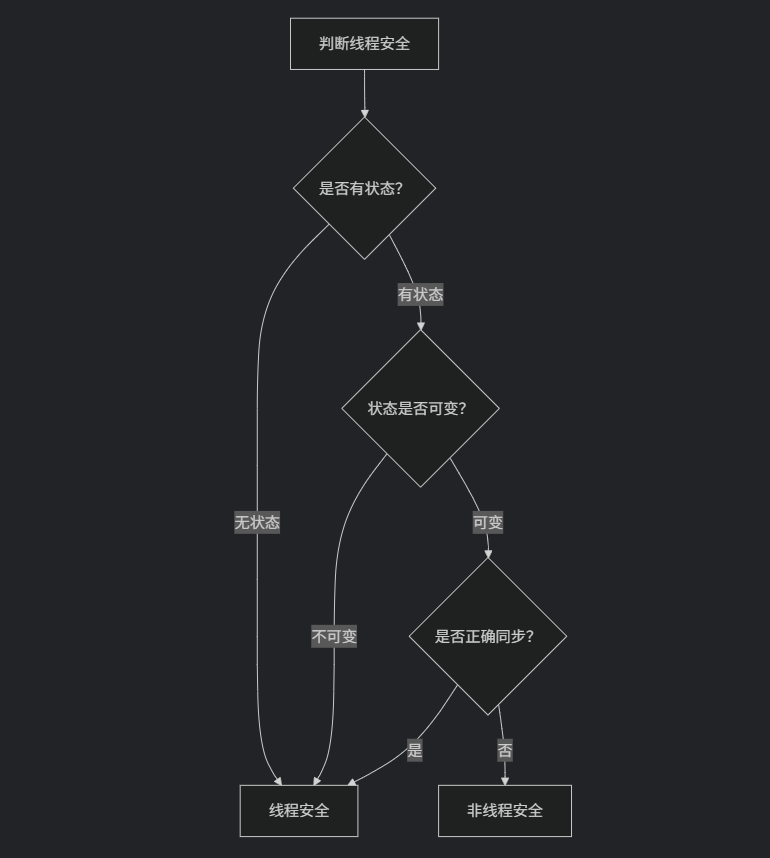 判断线程安全
是否有状态？
有状态
状态是否可变？
无状态
可变
不可变
是否正确同步？
是
否
线程安全
非线程安全